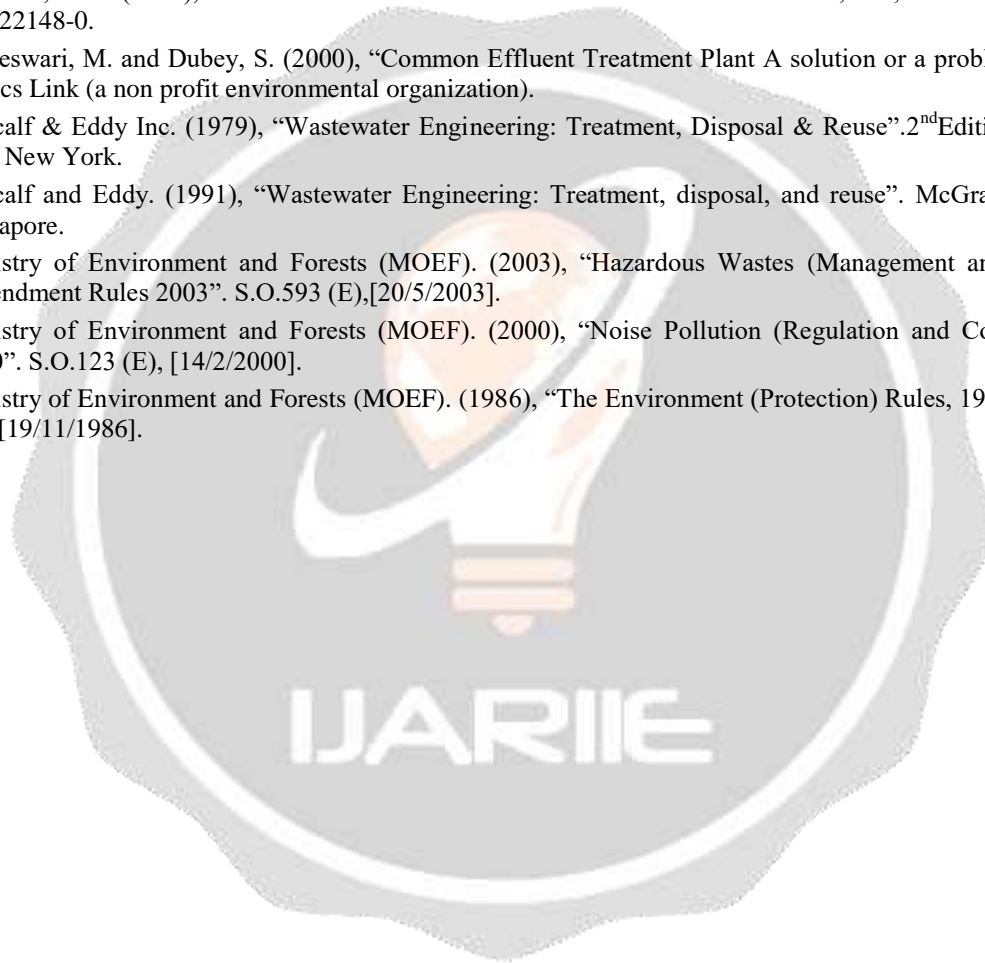 22148-0.
eswari, M. and Dubey, S. (2000), “Common Effluent Treatment Plant A solution or a probl
cs Link (a non profit environmental organization).
calf & Eddy Inc. (1979), “Wastewater Engineering: Treatment, Disposal & Reuse”.2ndEditi
New York.
calf and Eddy. (1991), “Wastewater Engineering: Treatment, disposal, and reuse”. McGra
apore.
stry of Environment and Forests (MOEF). (2003), “Hazardous Wastes (Management an
endment Rules 2003”. S.O.593 (E),[20/5/2003].
stry of Environment and Forests (MOEF). (2000), “Noise Pollution (Regulation and Co
”. S.O.123 (E), [14/2/2000].
stry of Environment and Forests (MOEF). (1986), “The Environment (Protection) Rules, 19
[19/11/1986].
IJARIIE